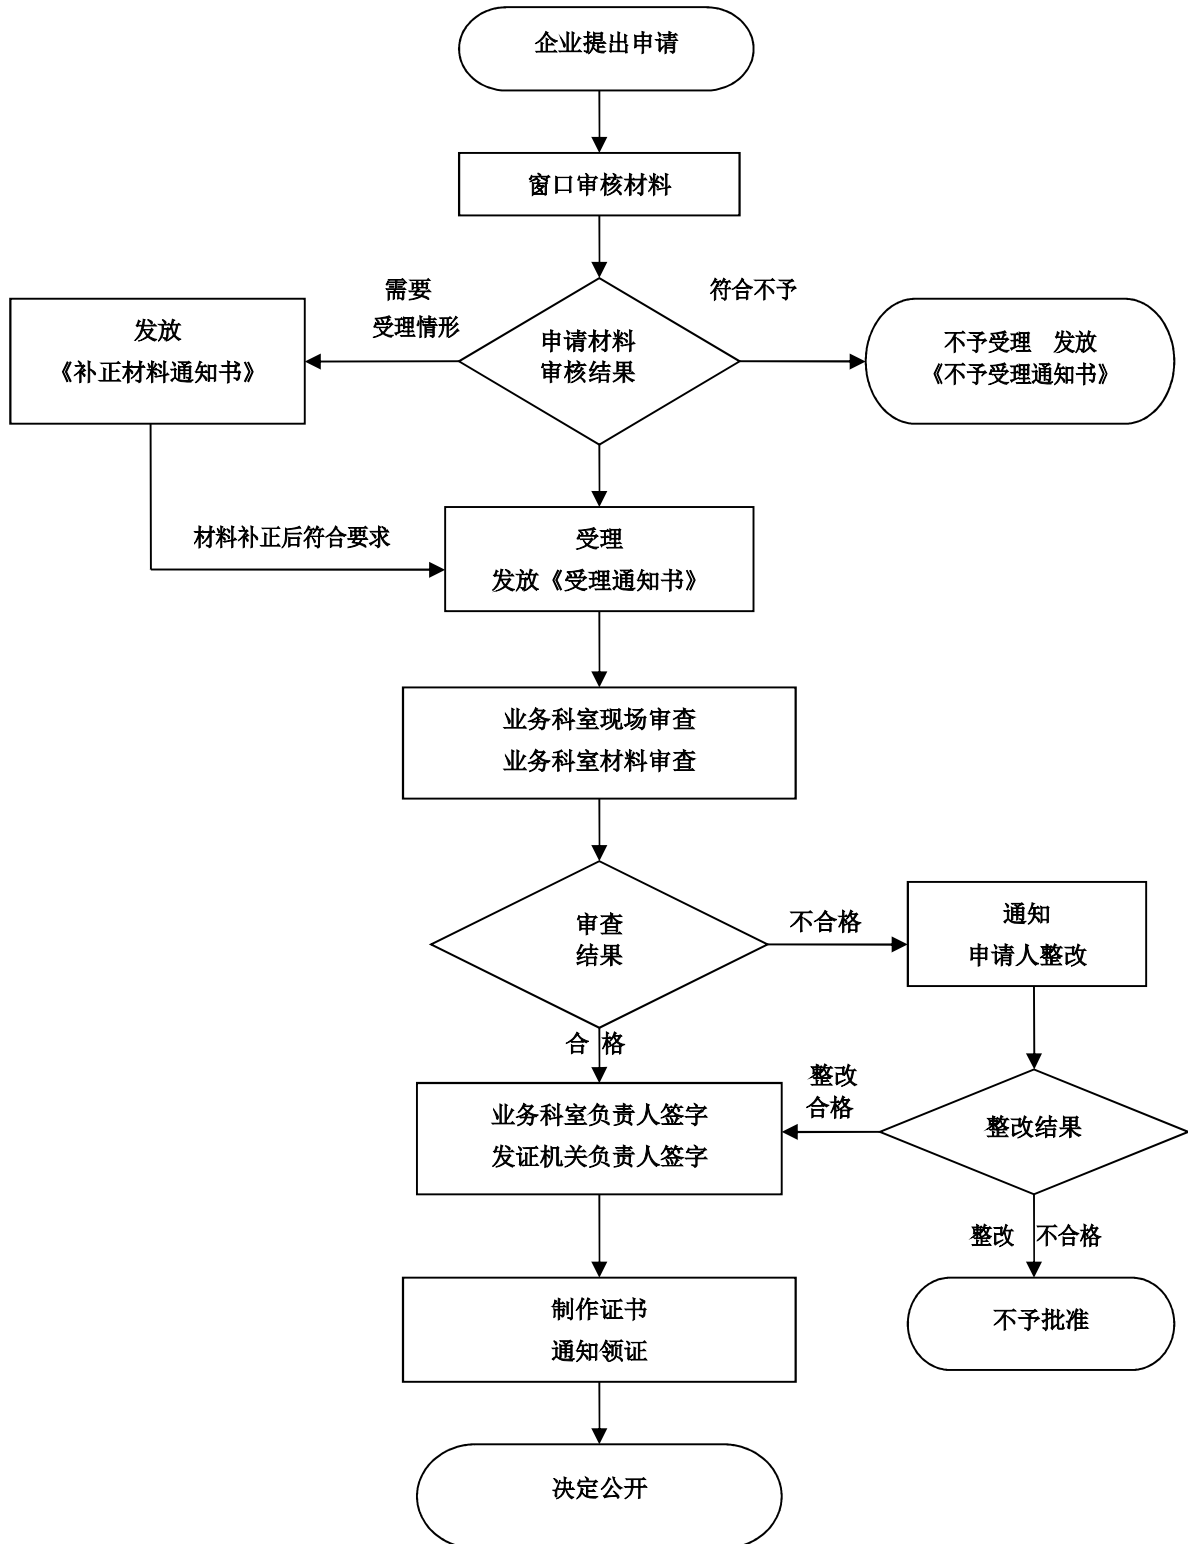 企业提出申请
窗口审核材料
需要
受理情形
符合不予
发放
《补正材料通知书》
申请材料
审核结果
不予受理 发放
《不予受理通知书》
材料补正后符合要求
受理
发放《受理通知书》
业务科室现场审查
业务科室材料审查
审查
结果
不合格
通知
申请人整改
合 格
整改
合格
业务科室负责人签字
发证机关负责人签字
整改结果
整改 不合格
制作证书
通知领证
不予批准
决定公开